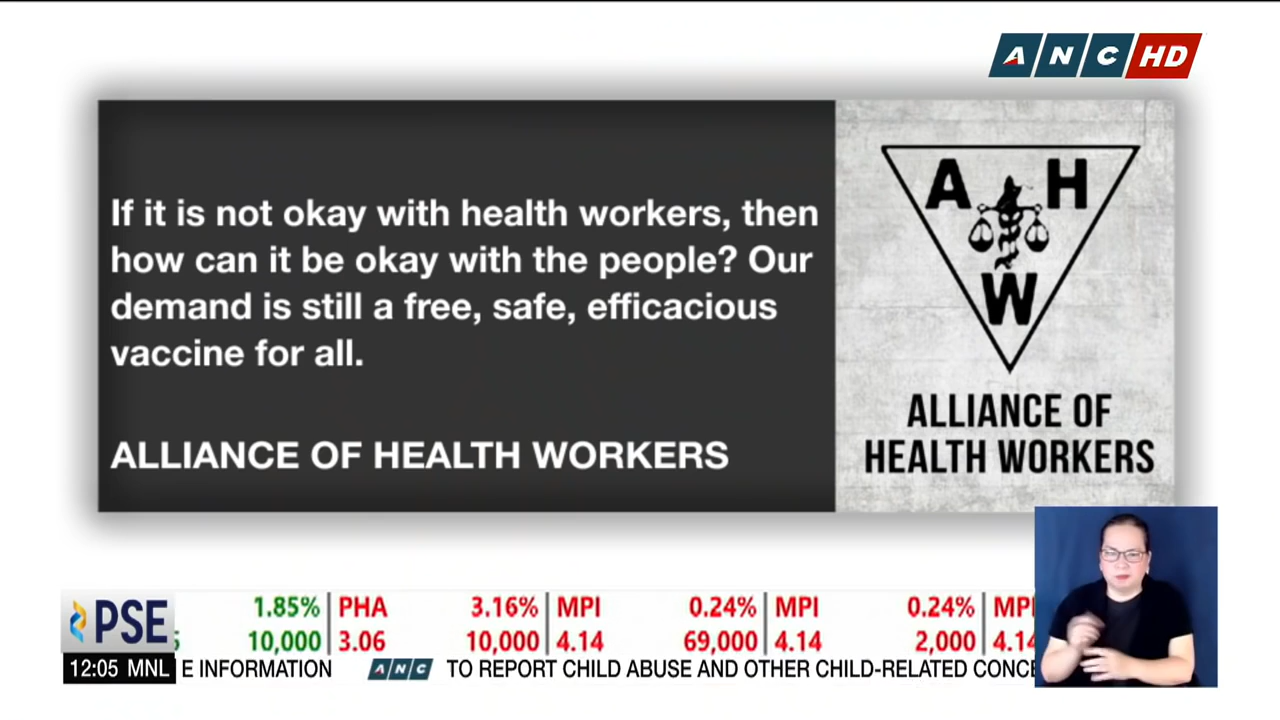 ANC HD
If it is not okay with health workers, then
how can it be okay with the people? Our
demand is still a free, safe, efficacious
vaccine for all.
ALLIANCE OF HEALTH WORKERS
A H
W
ALLIANCE OF
HEALTH WORKERS
PSE
1.85% PHA 3.16% MPI 0.24% MPI 0.24% MPI
10,000 3.06 10,000 4.14 69,000 4.14 2,000 4.14
12:05 MNL E INFORMATION ANC TO REPORT CHILD ABUSE AND OTHER CHILD-RELATED CONCE